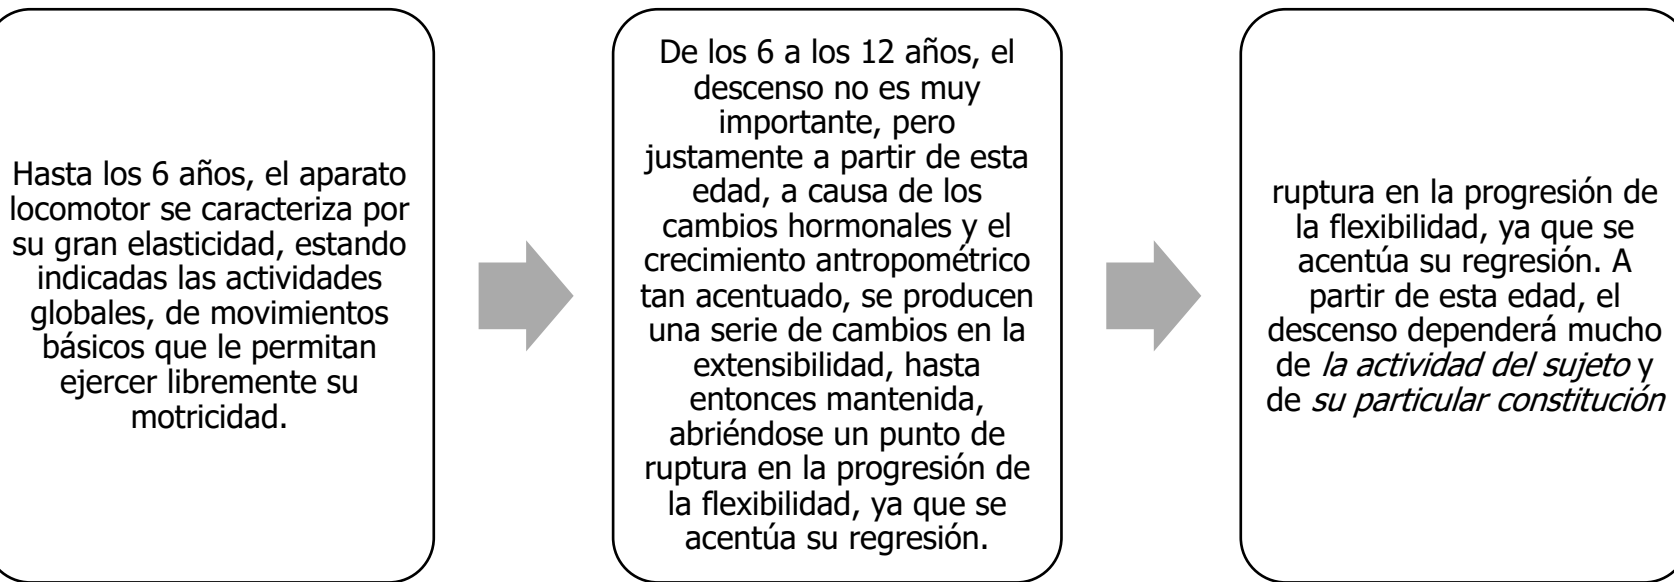 Hasta los 6 años, el aparato
locomotor se caracteriza por
su gran elasticidad, estando
indicadas las actividades
globales, de movimientos
básicos que le permitan
ejercer libremente su
motricidad.
De los 6 a los 12 años, el
descenso no es muy
importante, pero
justamente a partir de esta
edad, a causa de los
cambios hormonales y el
crecimiento antropométrico
tan acentuado, se producen
una serie de cambios en la
extensibilidad, hasta
entonces mantenida,
abriéndose un punto de
ruptura en la progresión de
la flexibilidad, ya que se
acentúa su regresión.
ruptura en la progresión de
la flexibilidad, ya que se
acentúa su regresión. A
partir de esta edad, el
descenso dependerá mucho
de la actividad del sujeto y
de su particular constitución